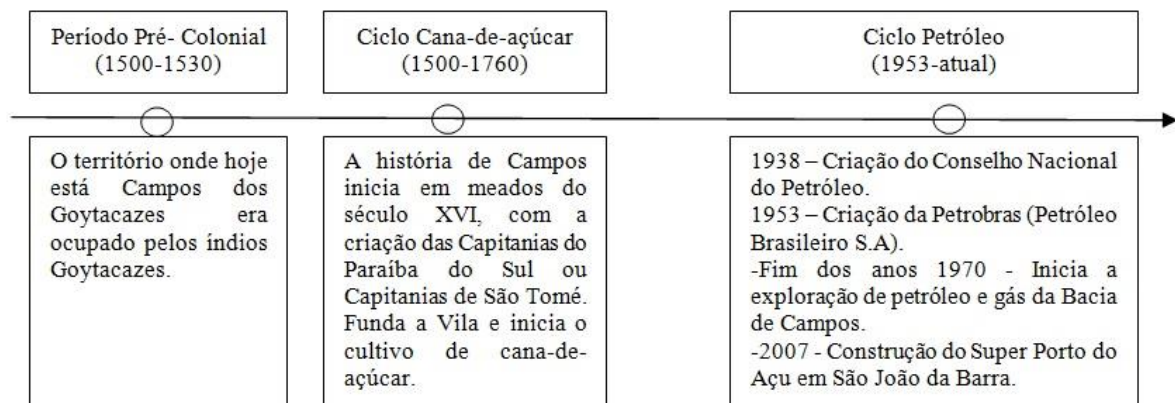 Período Pré- Colonial
(1500-1530)
Ciclo Cana-de-açúcar
(1500-1760)
Ciclo Petróleo
(1953-atual)
O território onde hoje
está Campos dos
Goytacazes era
ocupado pelos índios
Goytacazes.
A história de Campos
inicia em meados do
século XVI, com a
criação das Capitanias do
Paraíba do Sul ou
Capitanias de São Tomé.
Funda a Vila e inicia o
cultivo de cana-de-
açúcar.
1938 – Criação do Conselho Nacional
do Petróleo.
1953 – Criação da Petrobras (Petróleo
Brasileiro S.A).
-Fim dos anos 1970 - Inicia a
exploração de petróleo e gás da Bacia
de Campos.
-2007 - Construção do Super Porto do
Açu em São João da Barra.